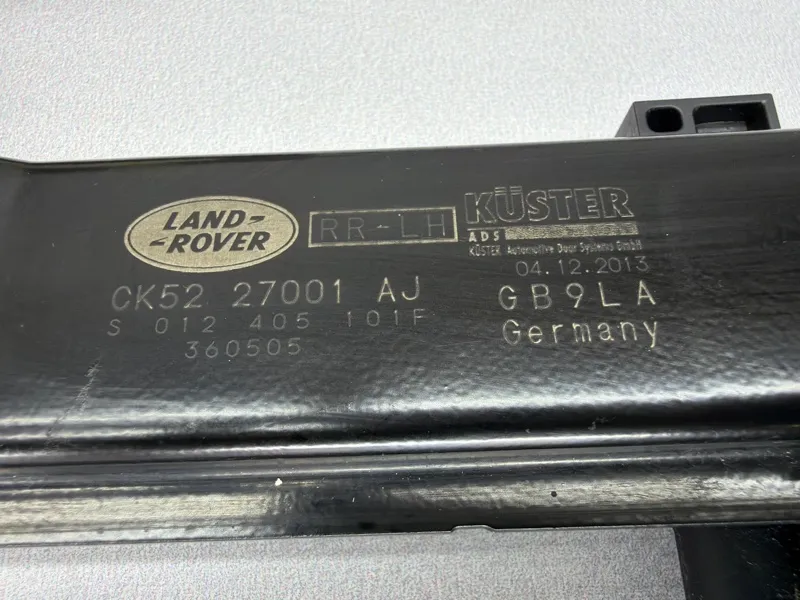 LAND-
-ROVER
RR-LH
KÜSTER
ADS
KÜSTER Automotive Door Systems GmbH
04.12.2013
CK52 27001 AJ
GB9LA
S 012 405 101F
Germany
360505